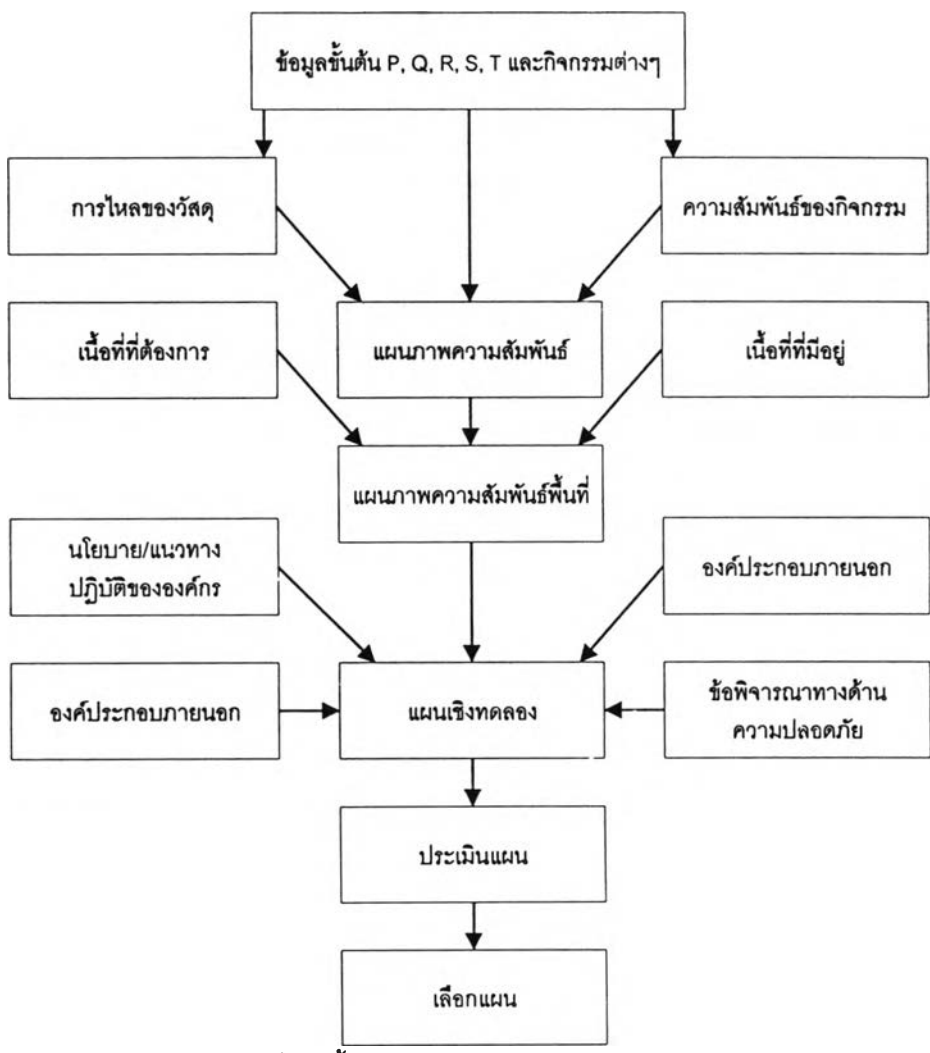 ข้อมูลขั้นต้น P, Q, R, S, T และกิจกรรมต่างๆ
การไหลของวัสดุ
ความสัมพันธ์ของกิจกรรม
เนื้อที่ที่ต้องการ
แผนภาพความสัมพันธ์
เนื้อที่ที่มีอยู่
แผนภาพความสัมพันธ์พื้นที่
นโยบาย/แนวทาง
ปฏิบัติขององค์กร
องค์ประกอบภายนอก
องค์ประกอบภายนอก
แผนเชิงทดลอง
ข้อพิจารณาทางด้าน
ความปลอดภัย
ประเมินแผน
เลือกแผน